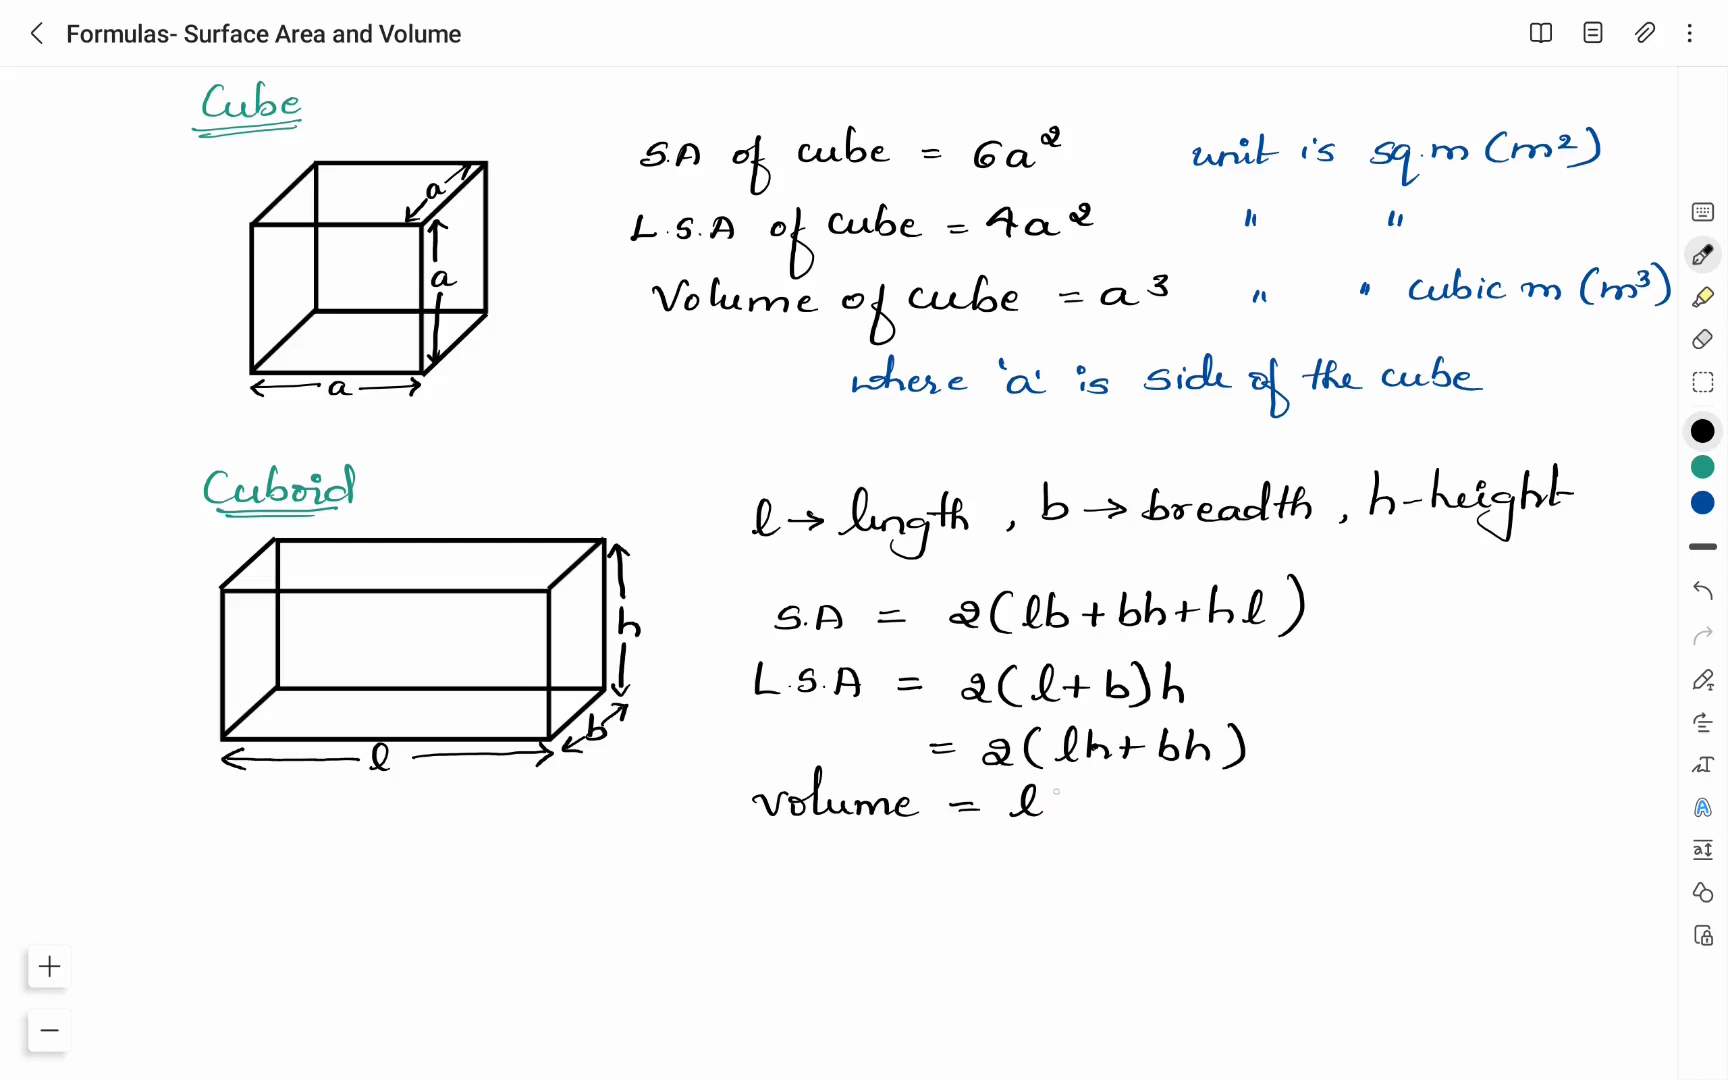 Formulas- Surface Area and Volume
Cube
a
a
a
S.A of cube = 6a² unit is sq.m (m²)
L.S.A of cube = 4a² " "
Volume of cube = a³ " " cubic m (m³)
where 'a' is side of the cube
Cuboid
h
b
l
l → length, b → breadth, h - height
S.A = 2(lb + bh + hl)
L.S.A = 2(l + b)h
= 2(lh + bh)
volume = l